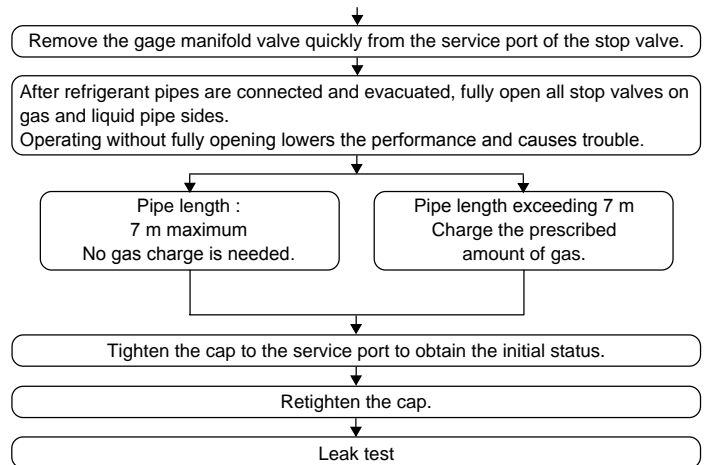 Remove the gage manifold valve quickly from the service port of the stop valve.
After refrigerant pipes are connected and evacuated, fully open all stop valves on
gas and liquid pipe sides.
Operating without fully opening lowers the performance and causes trouble.
Pipe length :
7 m maximum
No gas charge is needed.
Pipe length exceeding 7 m
Charge the prescribed
amount of gas.
Tighten the cap to the service port to obtain the initial status.
Retighten the cap.
Leak test